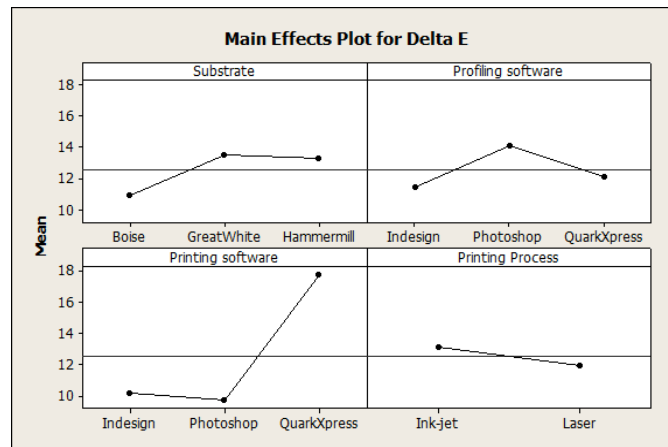 Main Effects Plot for Delta E
Substrate Profiling software
18
16
14
12
10
Boise GreatWhite Hammermill Indesign Photoshop QuarkXpress
Mean
Printing software Printing Process
18
16
14
12
10
Indesign Photoshop QuarkXpress Ink-jet Laser